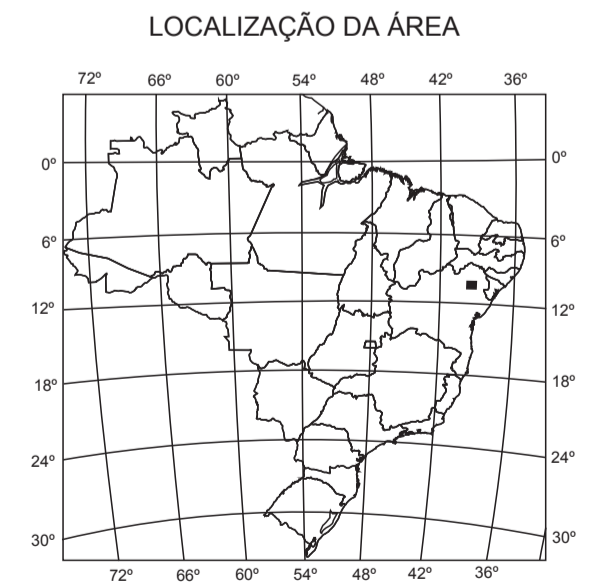 LOCALIZAÇÃO DA ÁREA
72º 66º 60º 54º 48º 42º 36º
0º 0º
6º 6º
12º 12º
18º 18º
24º 24º
30º 30º
72º 66º 60º 54º 48º 42º 36º